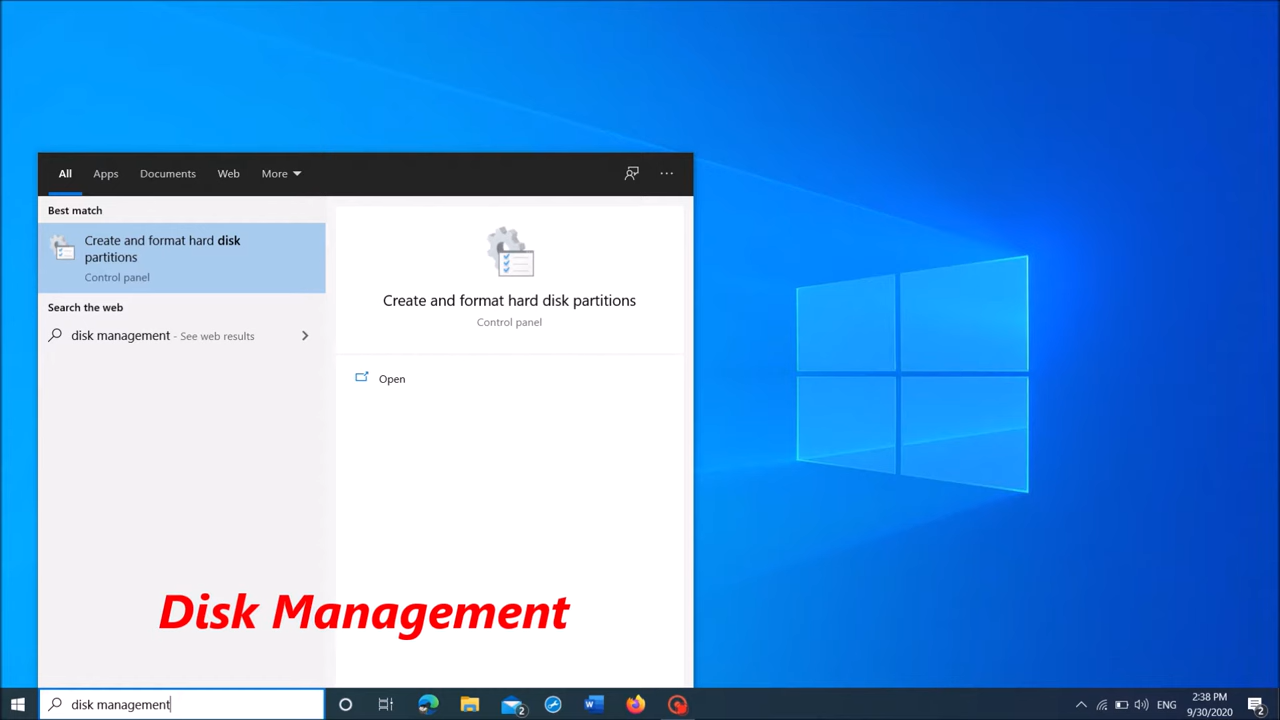 All Apps Documents Web More
Best match
Create and format hard disk
partitions
Control panel
Search the web
disk management - See web results
Create and format hard disk partitions
Control panel
Open
Disk Management
disk management
2
ENG
2:38 PM
9/30/2020
2